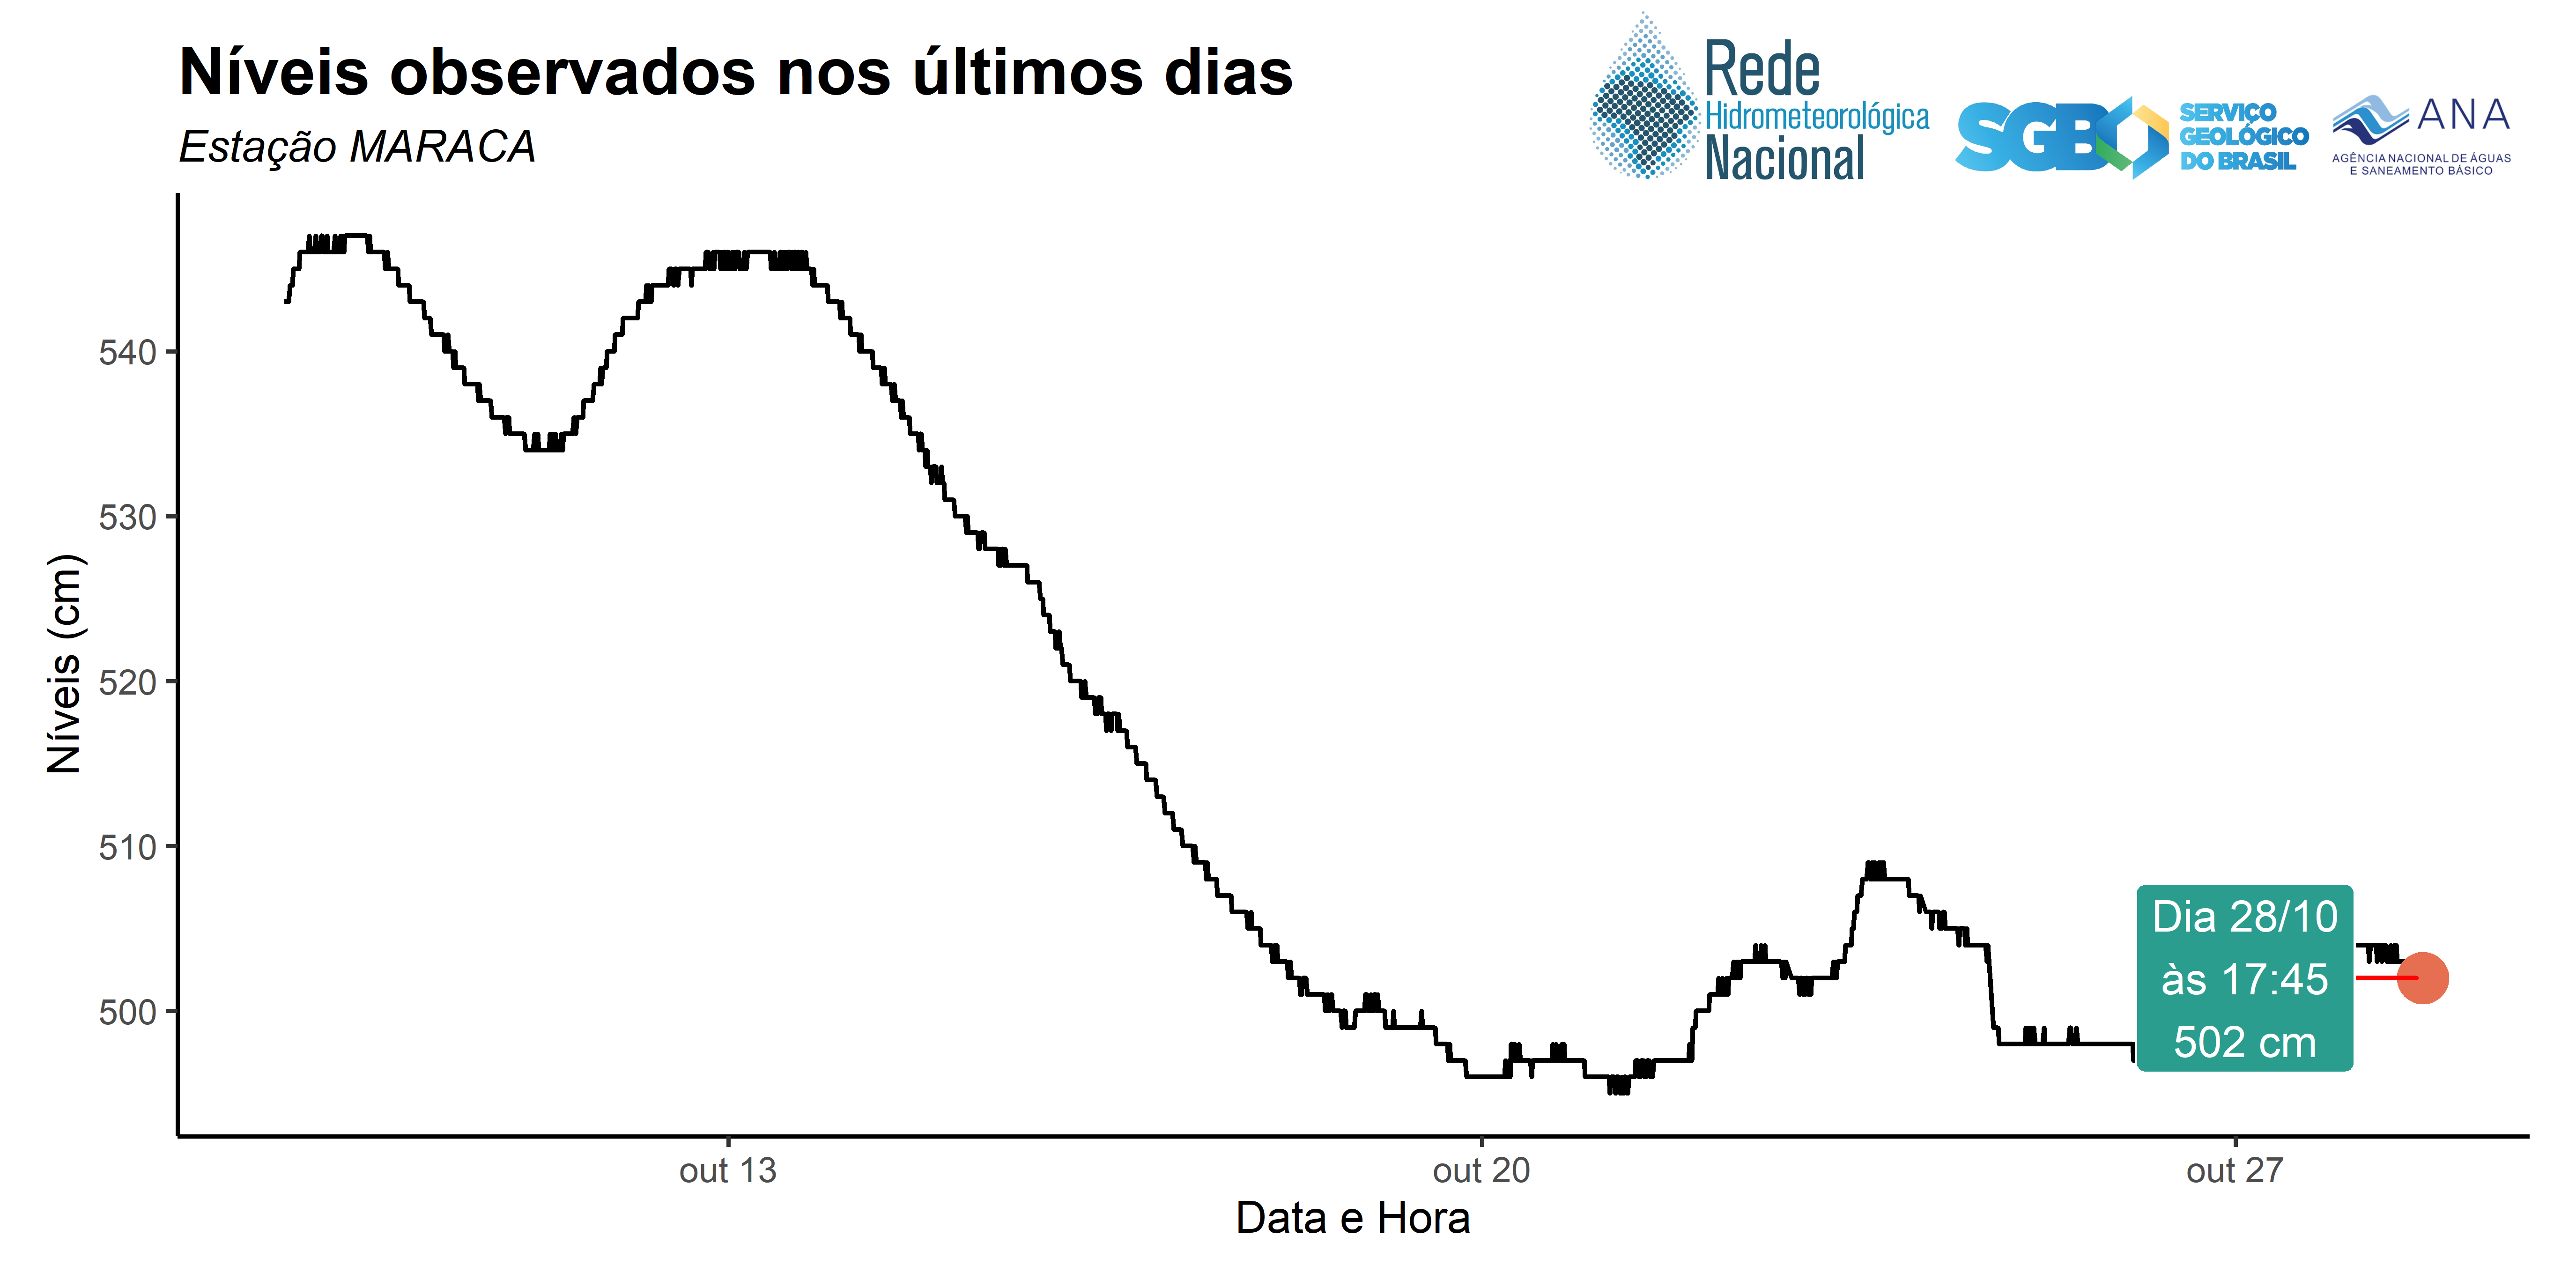 Níveis observados nos últimos dias
Estação MARACA
Rede
Hidrometeorológica
Nacional
SGB
SERVIÇO
GEOLÓGICO
DO BRASIL
ANA
AGÊNCIA NACIONAL DE ÁGUAS
E SANEAMENTO BÁSICO
Níveis (cm)
540
530
520
510
500
Dia 28/10
às 17:45
502 cm
out 13
out 20
out 27
Data e Hora